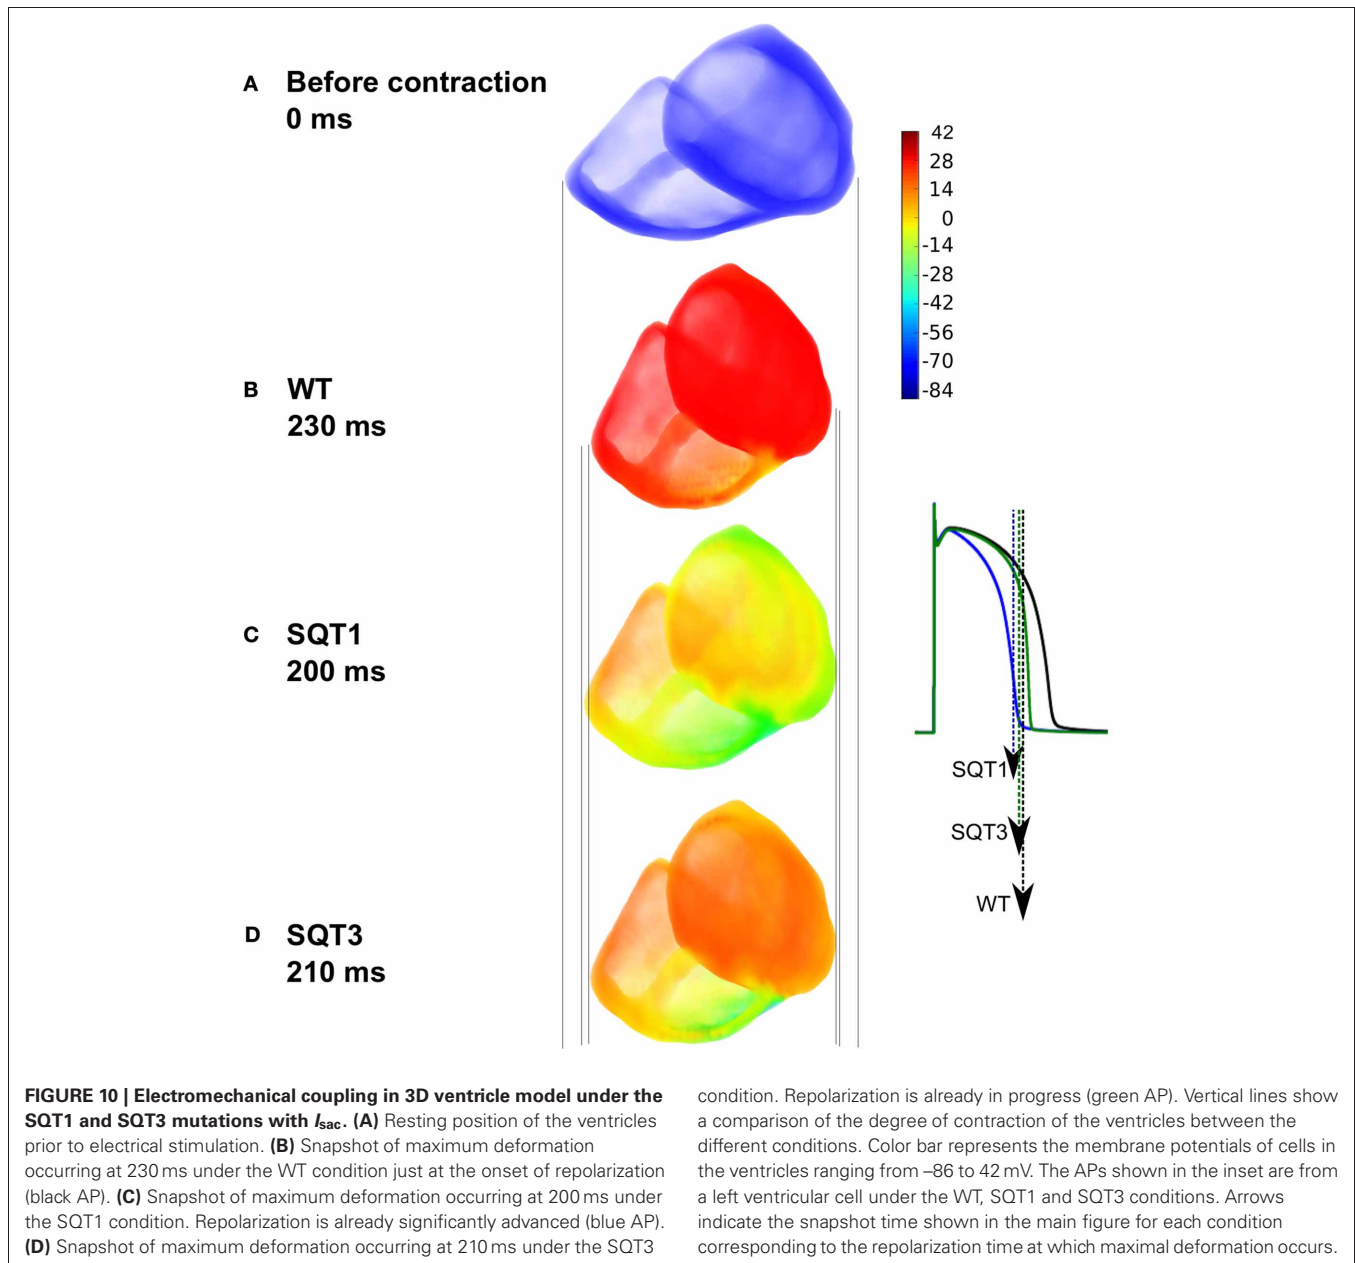 A Before contraction
0 ms
42
28
14
0
-14
-28
-42
-56
-70
-84
B WT
230 ms
C SQT1
200 ms
SQT1
SQT3
WT
D SQT3
210 ms
FIGURE 10 | Electromechanical coupling in 3D ventricle model under the
SQT1 and SQT3 mutations with Isac. (A) Resting position of the ventricles
prior to electrical stimulation. (B) Snapshot of maximum deformation
occurring at 230 ms under the WT condition just at the onset of repolarization
(black AP). (C) Snapshot of maximum deformation occurring at 200 ms under
the SQT1 condition. Repolarization is already significantly advanced (blue AP).
(D) Snapshot of maximum deformation occurring at 210 ms under the SQT3
condition. Repolarization is already in progress (green AP). Vertical lines show
a comparison of the degree of contraction of the ventricles between the
different conditions. Color bar represents the membrane potentials of cells in
the ventricles ranging from –86 to 42 mV. The APs shown in the inset are from
a left ventricular cell under the WT, SQT1 and SQT3 conditions. Arrows
indicate the snapshot time shown in the main figure for each condition
corresponding to the repolarization time at which maximal deformation occurs.